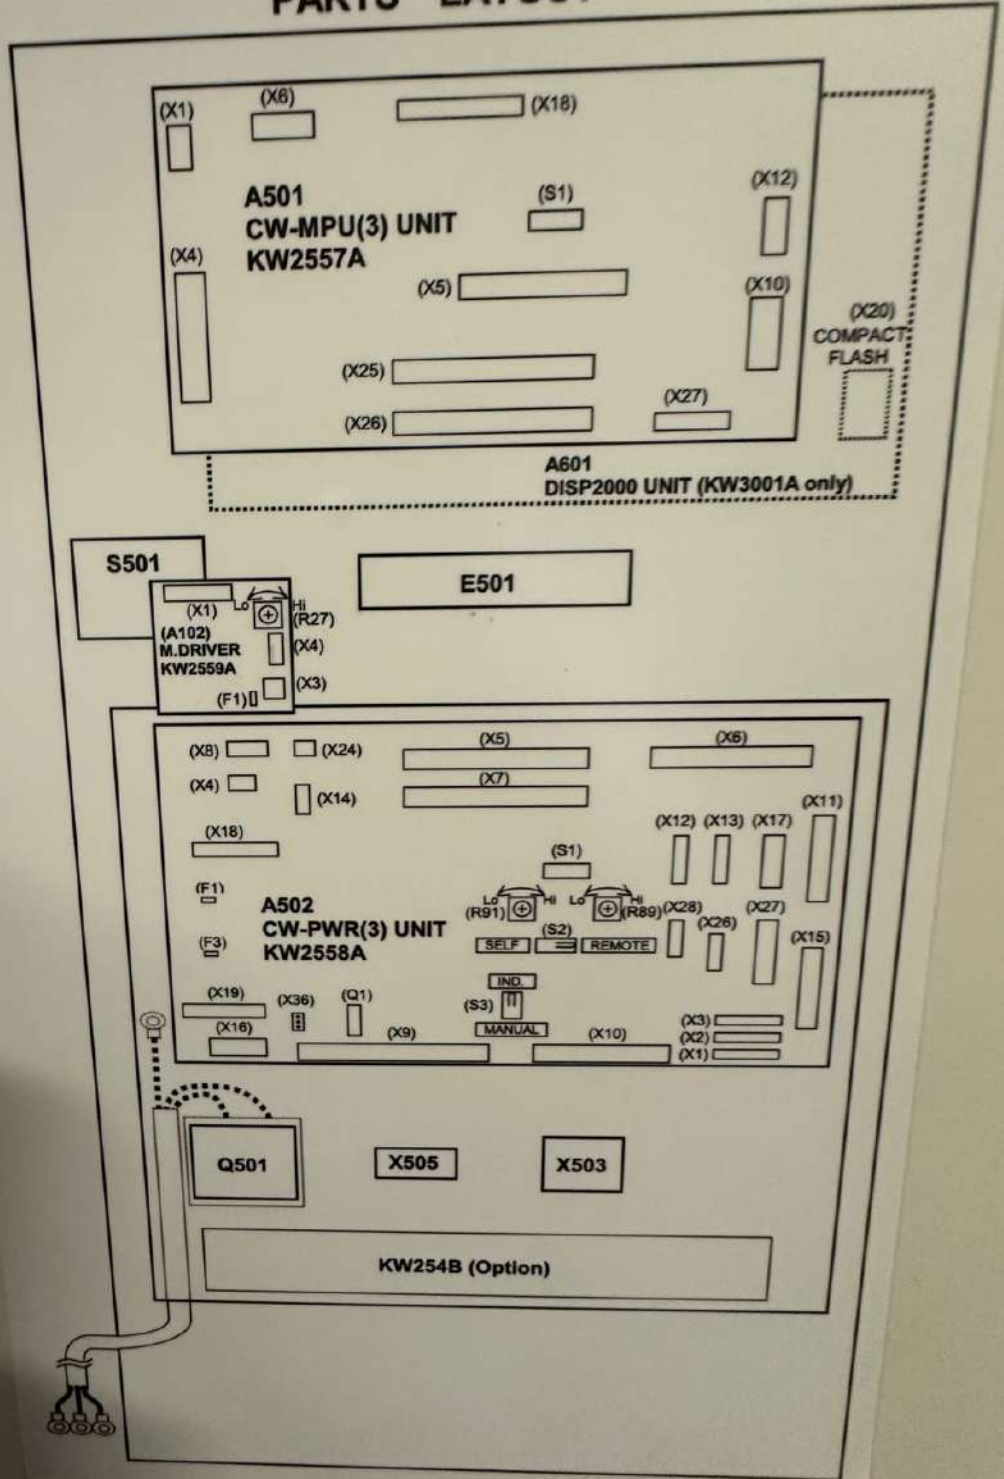 PARTS LAYOUT
(X1)
(X6)
(X18)
A501
CW-MPU(3) UNIT
KW2557A
(S1)
(X12)
(X4)
(X5)
(X10)
(X20)
COMPACT
FLASH
(X25)
(X26)
(X27)
A601
DISP2000 UNIT (KW3001A only)
S501
E501
(X1)
Lo
Hi
(R27)
(A102)
M.DRIVER
KW2559A
(X4)
(X3)
(F1)
(X8)
(X24)
(X5)
(X6)
(X4)
(X14)
(X7)
(X18)
(X12)
(X13)
(X17)
(X11)
(S1)
(F1)
A502
CW-PWR(3) UNIT
KW2558A
Lo
Hi
Lo
Hi
(R91)
(R89)
(X28)
(X26)
(X27)
(X15)
(S2)
SELF
REMOTE
(F3)
IND.
(S3)
MANUAL
(X19)
(X36)
(Q1)
(X16)
(X9)
(X10)
(X3)
(X2)
(X1)
Q501
X505
X503
KW254B (Option)